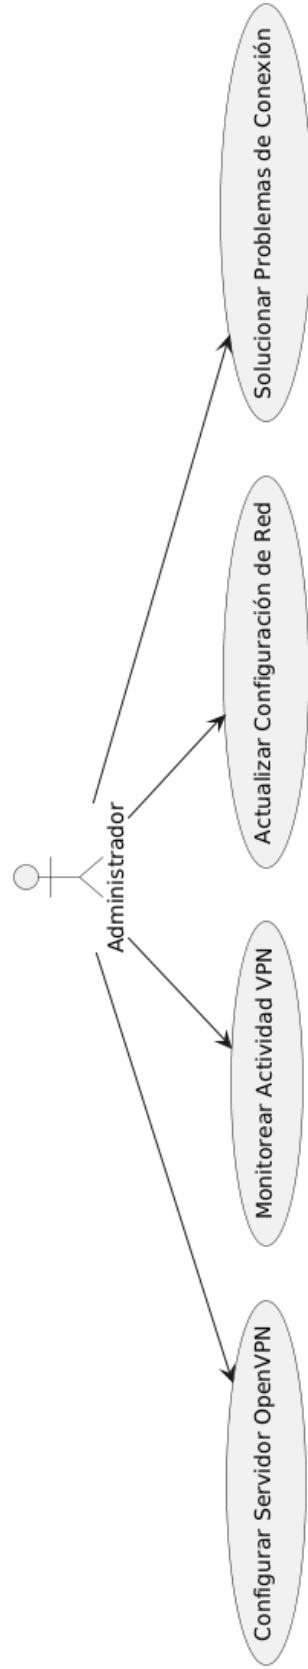 Administrador
Configurar Servidor OpenVPN
Monitorear Actividad VPN
Actualizar Configuración de Red
Solucionar Problemas de Conexión